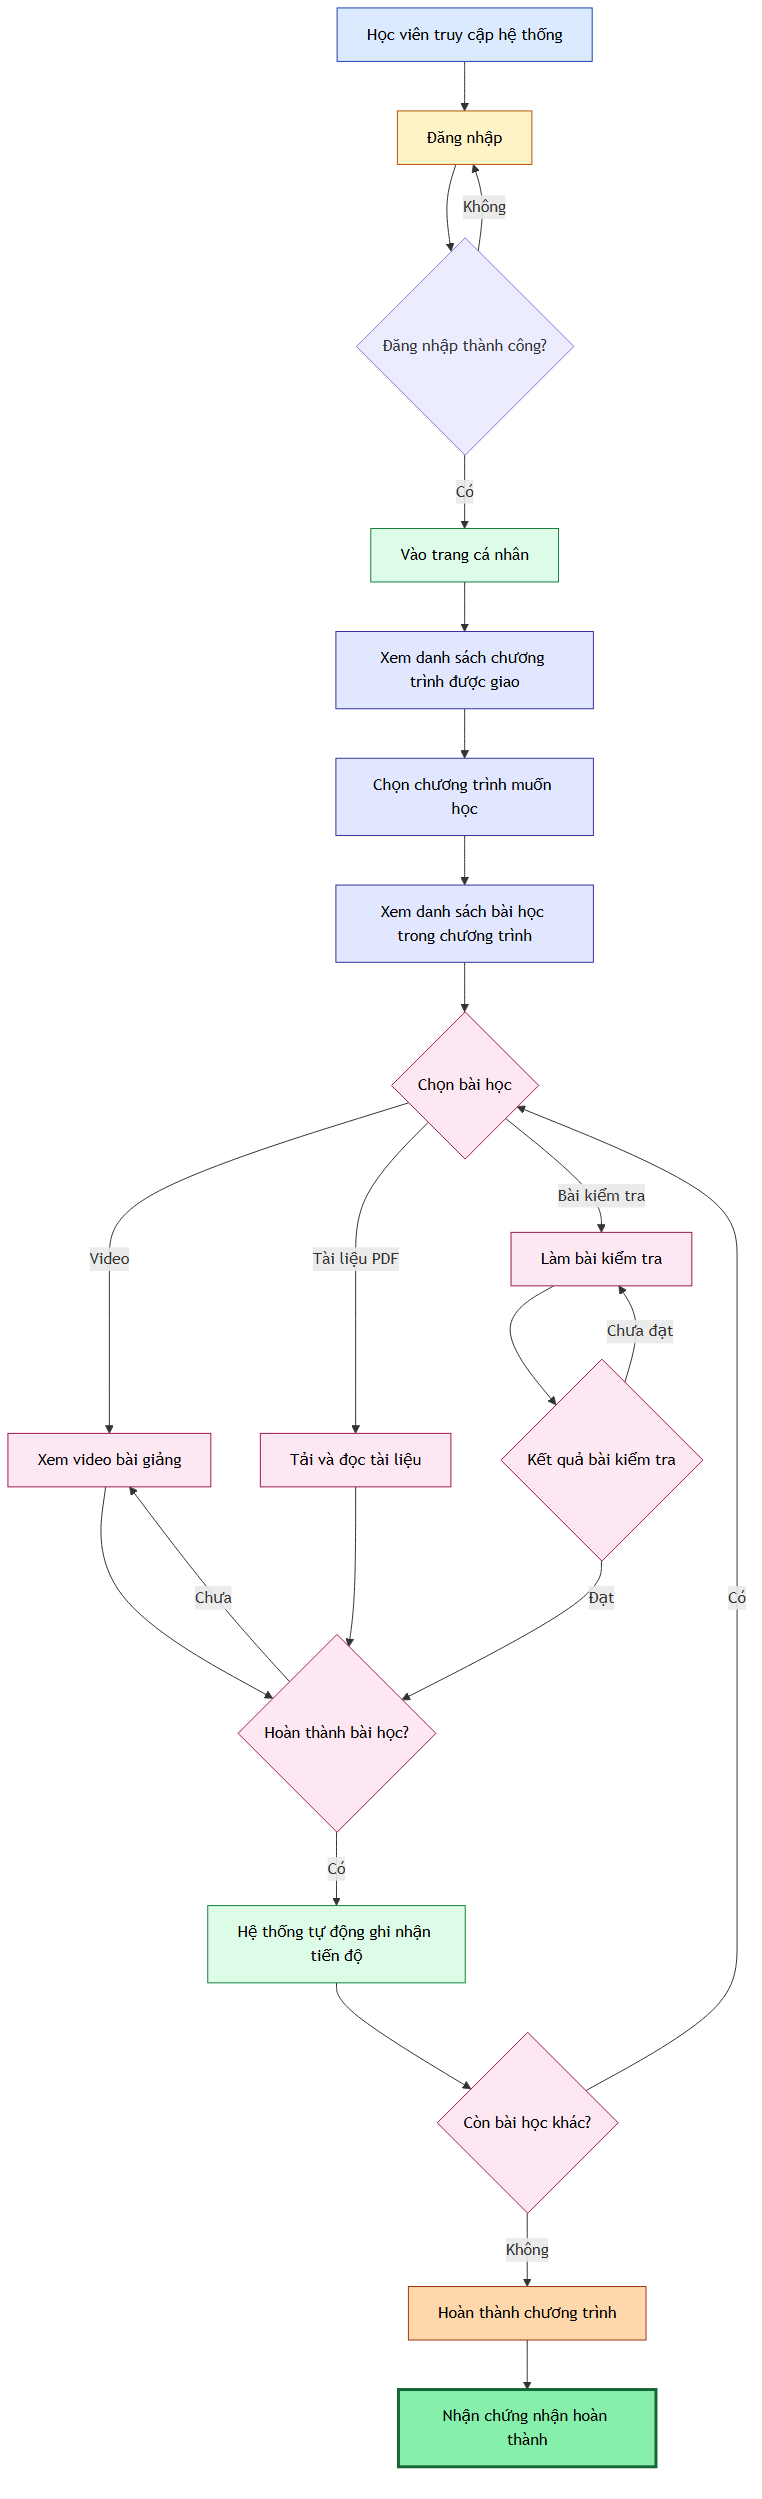 Học viên truy cập hệ thống
Đăng nhập
Không
Đăng nhập thành công?
Có
Vào trang cá nhân
Xem danh sách chương
trình được giao
Chọn chương trình muốn
học
Xem danh sách bài học
trong chương trình
Chọn bài học
Bài kiểm tra
Video
Tài liệu PDF
Làm bài kiểm tra
Chưa đạt
Xem video bài giảng
Tải và đọc tài liệu
Kết quả bài kiểm tra
Chưa
Đạt
Có
Hoàn thành bài học?
Có
Hệ thống tự động ghi nhận
tiến độ
Còn bài học khác?
Không
Hoàn thành chương trình
Nhận chứng nhận hoàn
thành